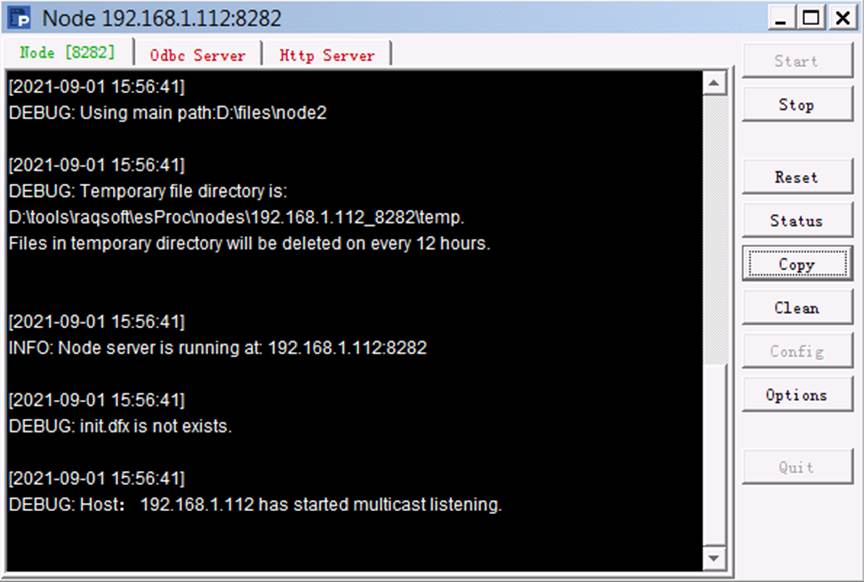 Node 192.168.1.112:8282
Node [8282] Odbc Server Http Server
[2021-09-01 15:56:41]
DEBUG: Using main path:D:\files\node2
[2021-09-01 15:56:41]
DEBUG: Temporary file directory is:
D:\tools\raqsoft\esProc\nodes\192.168.1.112_8282\temp.
Files in temporary directory will be deleted on every 12 hours.
[2021-09-01 15:56:41]
INFO: Node server is running at: 192.168.1.112:8282
[2021-09-01 15:56:41]
DEBUG: init.dfx is not exists.
[2021-09-01 15:56:41]
DEBUG: Host： 192.168.1.112 has started multicast listening.
Start
Stop
Reset
Status
Copy
Clean
Config
Options
Quit